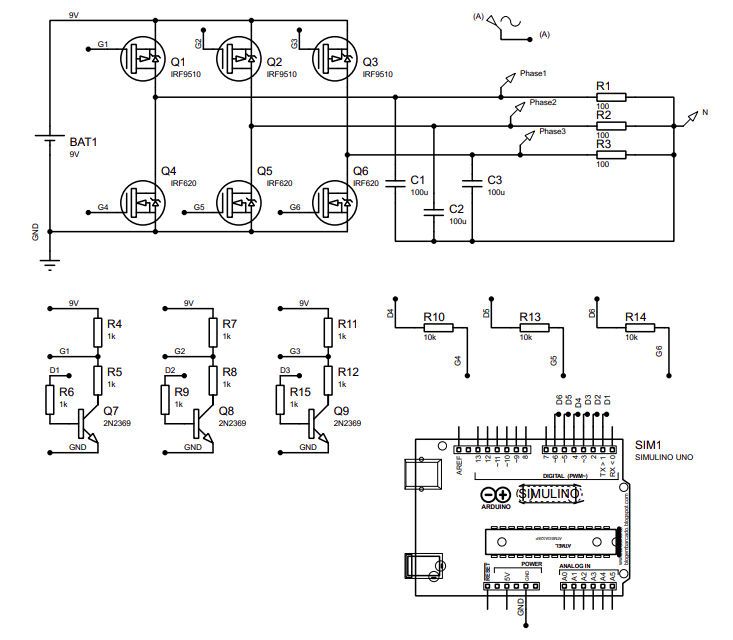 9V
(A)
(A)
G1
G2
G3
Q1
IRF9510
Q2
IRF9510
Q3
IRF9510
Phase1
Phase2
Phase3
R1
100
R2
100
R3
100
N
BAT1
9V
Q4
IRF620
Q5
IRF620
Q6
IRF620
C1
100u
C2
100u
C3
100u
G4
G5
G6
GND
9V
R4
1k
G1
R5
1k
D1
R6
1k
Q7
2N2369
GND
9V
R7
1k
G2
R8
1k
D2
R9
1k
Q8
2N2369
GND
9V
R11
1k
G3
R12
1k
D3
R15
1k
Q9
2N2369
GND
D4
R10
10k
G4
D5
R13
10k
G5
D6
R14
10k
G6
D6
D5
D4
D3
D2
D1
SIM1
SIMULINO UNO
AREF
13
12
~11
~10
~9
8
7
~6
~5
4
~3
2
TX > 1
RX < 0
DIGITAL (PWM~)
SIMULINO
ARDUINO
ATMEL
blogembarcado.blogspot.com
RESET
5V
GND
POWER
ANALOG IN
A0
A1
A2
A3
A4
A5
GND